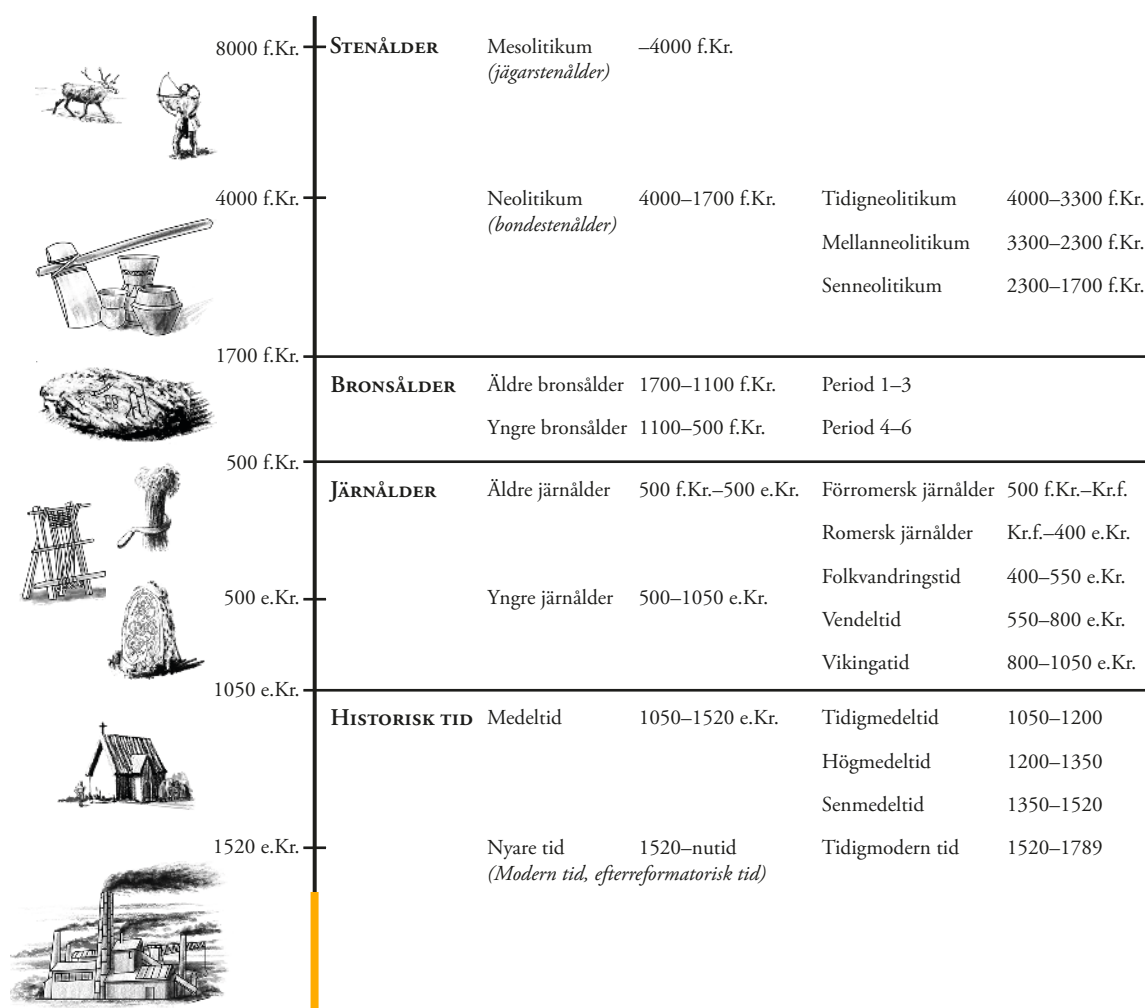 8000 f.Kr. STENÅLDER Mesolitikum –4000 f.Kr.
(jägarstenålder)
4000 f.Kr. Neolitikum 4000–1700 f.Kr. Tidigneolitikum 4000–3300 f.Kr.
(bondestenålder)
Mellanneolitikum 3300–2300 f.Kr.
Senneolitikum 2300–1700 f.Kr.
1700 f.Kr.
BRONSÅLDER Äldre bronsålder 1700–1100 f.Kr. Period 1–3
Yngre bronsålder 1100–500 f.Kr. Period 4–6
500 f.Kr.
JÄRNÅLDER Äldre järnålder 500 f.Kr.–500 e.Kr. Förromersk järnålder 500 f.Kr.–Kr.f.
Romersk järnålder Kr.f.–400 e.Kr.
Folkvandringstid 400–550 e.Kr.
500 e.Kr. Yngre järnålder 500–1050 e.Kr.
Vendeltid 550–800 e.Kr.
Vikingatid 800–1050 e.Kr.
1050 e.Kr.
HISTORISK TID Medeltid 1050–1520 e.Kr. Tidigmedeltid 1050–1200
Högmedeltid 1200–1350
Senmedeltid 1350–1520
1520 e.Kr. Nyare tid 1520–nutid Tidigmodern tid 1520–1789
(Modern tid, efterreformatorisk tid)